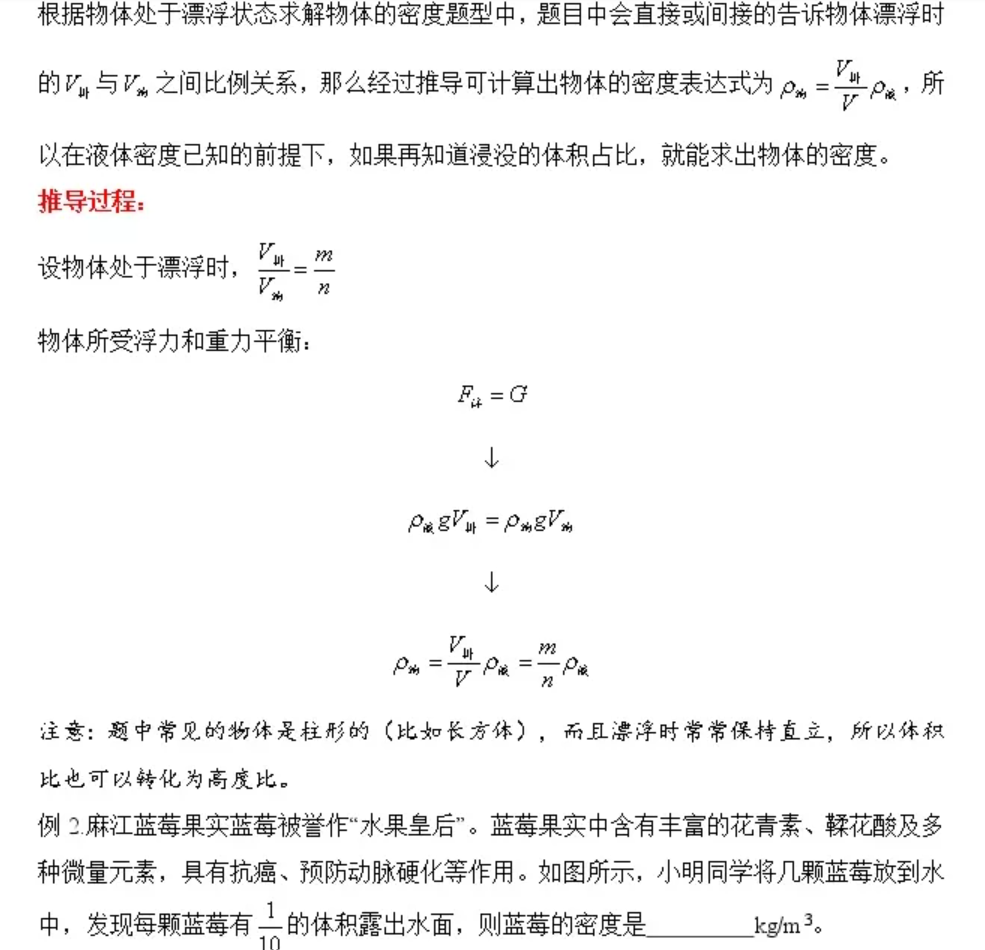 根据物体处于漂浮状态求解物体的密度题型中，题目中会直接或间接的告诉物体漂浮时
的V排与V物之间比例关系，那么经过推导可计算出物体的密度表达式为 ρ物 = V排/V ρ液，所
以在液体密度已知的前提下，如果再知道浸没的体积占比，就能求出物体的密度。
推导过程：
设物体处于漂浮时，V排/V物 = m/n
物体所受浮力和重力平衡：
F浮 = G
↓
ρ液gV排 = ρ物gV物
↓
ρ物 = V排/V ρ液 = m/n ρ液
注意：题中常见的物体是柱形的（比如长方体），而且漂浮时常常保持直立，所以体积
比也可以转化为高度比。
例 2.麻江蓝莓果实蓝莓被誉作“水果皇后”。蓝莓果实中含有丰富的花青素、鞣花酸及多
种微量元素，具有抗癌、预防动脉硬化等作用。如图所示，小明同学将几颗蓝莓放到水
中，发现每颗蓝莓有 1/10 的体积露出水面，则蓝莓的密度是_________kg/m³。